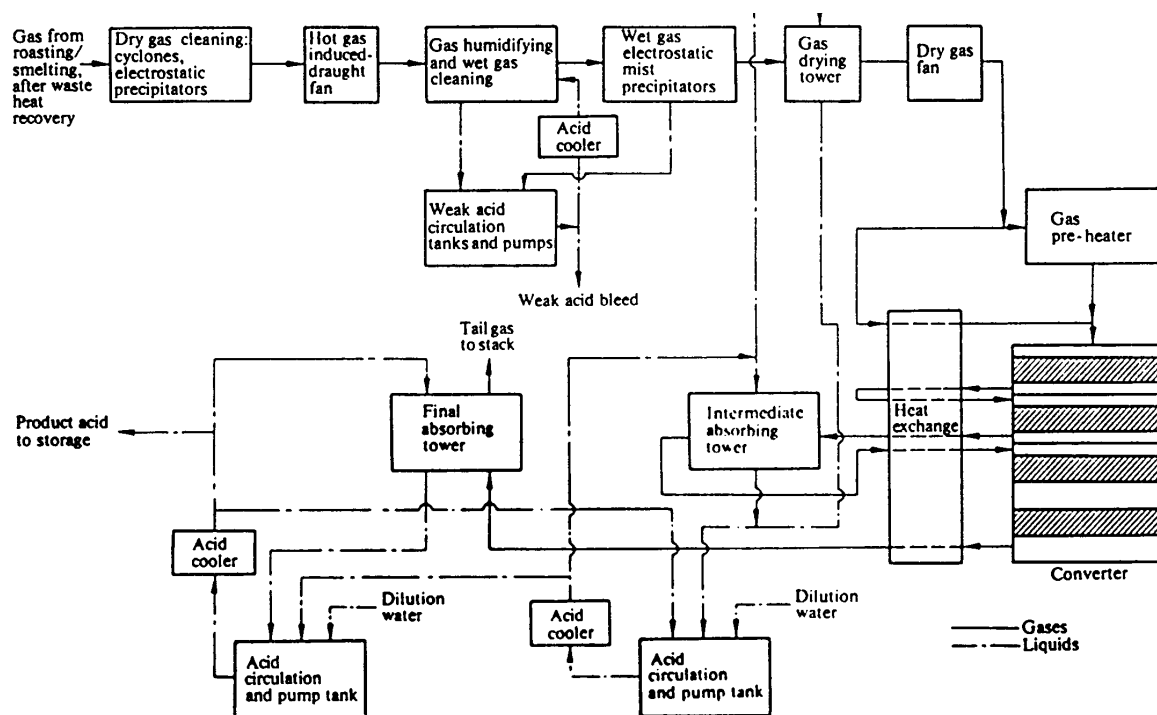 Gas from
roasting/
smelting,
after waste
heat
recovery
Dry gas cleaning:
cyclones,
electrostatic
precipitators
Hot gas
induced-
draught
fan
Gas humidifying
and wet gas
cleaning
Wet gas
electrostatic
mist
precipitators
Gas
drying
tower
Dry gas
fan
Acid
cooler
Weak acid
circulation
tanks and pumps
Weak acid bleed
Gas
pre-heater
Tail gas
to stack
Product acid
to storage
Final
absorbing
tower
Intermediate
absorbing
tower
Heat
exchange
Converter
Acid
cooler
Dilution
water
Acid
circulation
and pump tank
Acid
cooler
Dilution
water
Acid
circulation
and pump tank
Gases
Liquids